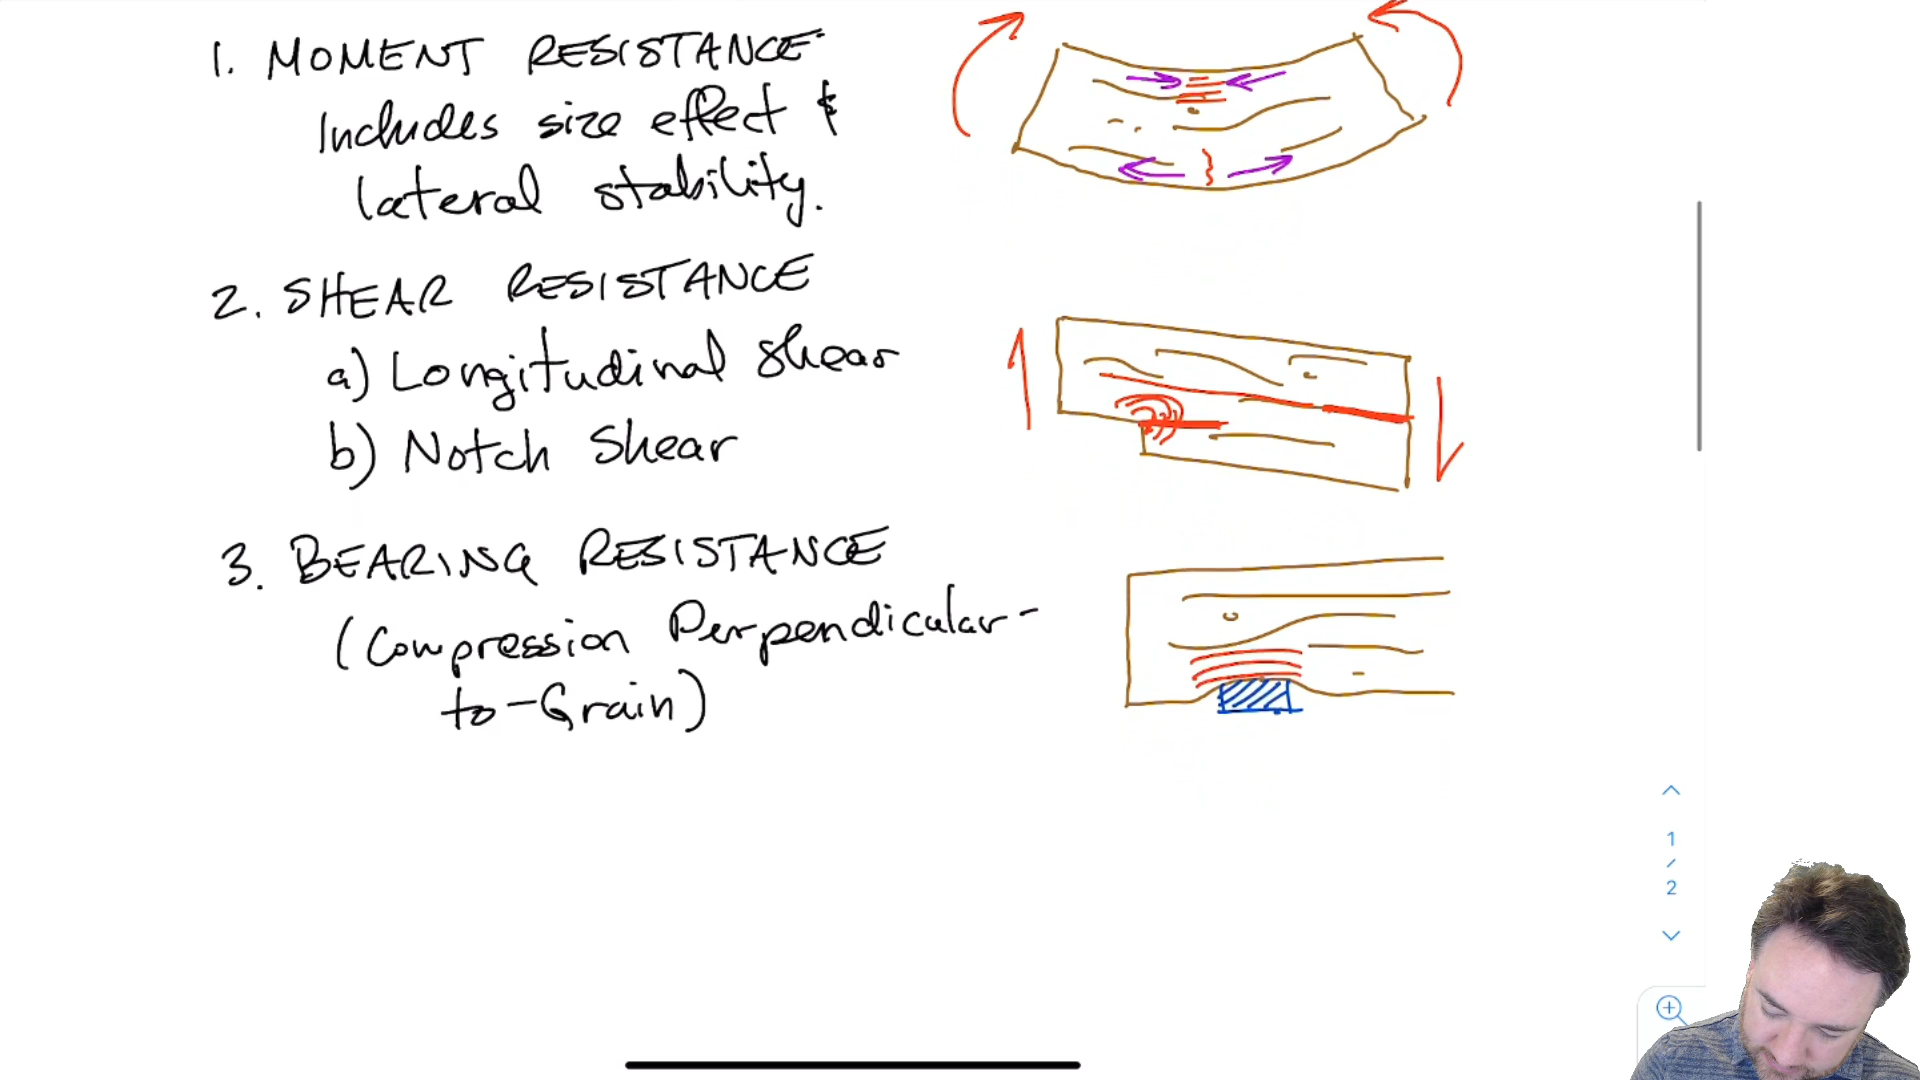 1. MOMENT RESISTANCE
Includes size effect &
lateral stability.
2. SHEAR RESISTANCE
a) Longitudinal shear
b) Notch Shear
3. BEARING RESISTANCE
(Compression Perpendicular-
to-Grain)
1
/
2